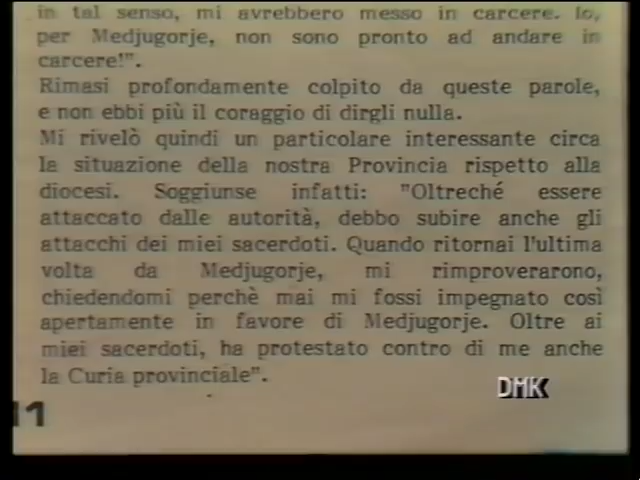 in tal senso, mi avrebbero messo in carcere. Io,
per Medjugorje, non sono pronto ad andare in
carcere!".
Rimasi profondamente colpito da queste parole,
e non ebbi più il coraggio di dirgli nulla.
Mi rivelò quindi un particolare interessante circa
la situazione della nostra Provincia rispetto alla
diocesi. Soggiunse infatti: "Oltreché essere
attaccato dalle autorità, debbo subire anche gli
attacchi dei miei sacerdoti. Quando ritornai l'ultima
volta da Medjugorje, mi rimproverarono,
chiedendomi perchè mai mi fossi impegnato così
apertamente in favore di Medjugorje. Oltre ai
miei sacerdoti, ha protestato contro di me anche
la Curia provinciale".
DMK
11